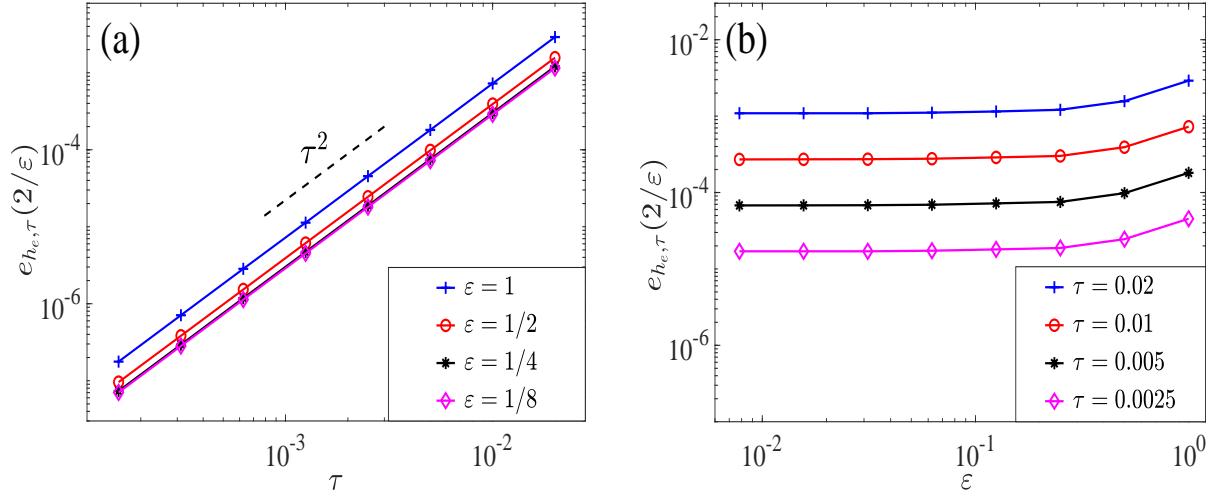 (a)
10^{-4}
10^{-6}
e_{h_e,τ}(2/ε)
τ^2
ε = 1
ε = 1/2
ε = 1/4
ε = 1/8
10^{-3}
10^{-2}
τ
(b)
10^{-2}
10^{-4}
10^{-6}
e_{h_e,τ}(2/ε)
τ = 0.02
τ = 0.01
τ = 0.005
τ = 0.0025
10^{-2}
10^{-1}
10^{0}
ε